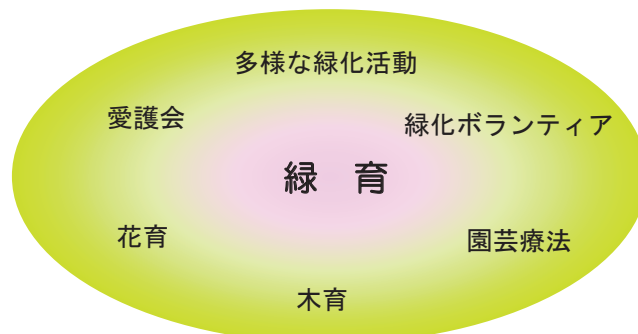 多様な緑化活動
愛護会
緑化ボランティア
緑 育
花育
園芸療法
木育